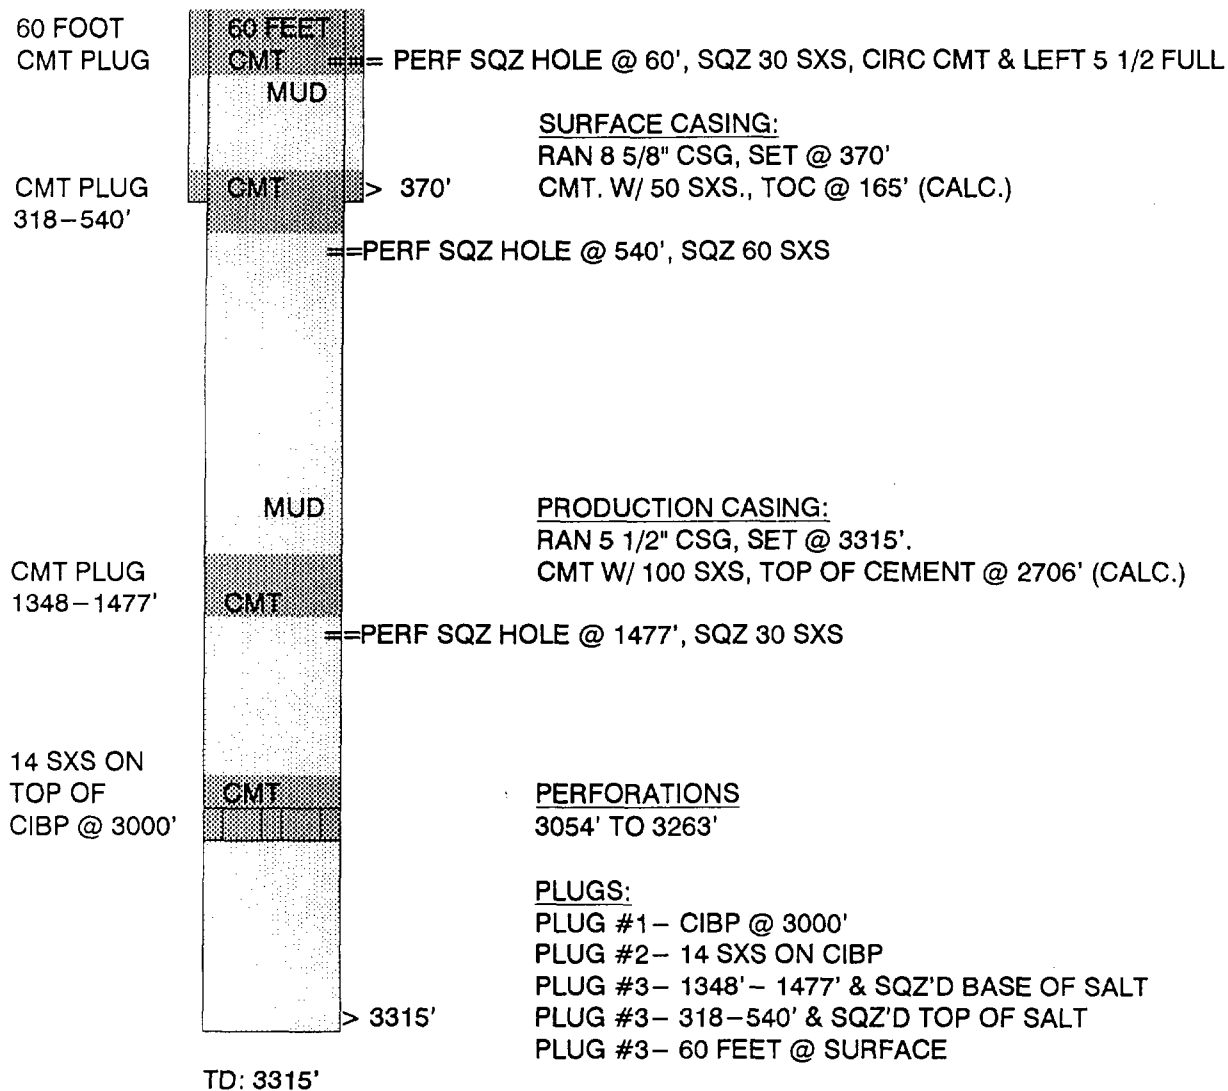 60 FOOT
CMT PLUG
60 FEET
CMT
=== PERF SQZ HOLE @ 60', SQZ 30 SXS, CIRC CMT & LEFT 5 1/2 FULL
MUD
SURFACE CASING:
RAN 8 5/8" CSG, SET @ 370'
CMT. W/ 50 SXS., TOC @ 165' (CALC.)
CMT PLUG
318-540'
CMT
> 370'
==PERF SQZ HOLE @ 540', SQZ 60 SXS
MUD
PRODUCTION CASING:
RAN 5 1/2" CSG, SET @ 3315'.
CMT W/ 100 SXS, TOP OF CEMENT @ 2706' (CALC.)
CMT PLUG
1348-1477'
CMT
==PERF SQZ HOLE @ 1477', SQZ 30 SXS
14 SXS ON
TOP OF
CIBP @ 3000'
CMT
PERFORATIONS
3054' TO 3263'
PLUGS:
PLUG #1- CIBP @ 3000'
PLUG #2- 14 SXS ON CIBP
PLUG #3- 1348'- 1477' & SQZ'D BASE OF SALT
PLUG #3- 318-540' & SQZ'D TOP OF SALT
PLUG #3- 60 FEET @ SURFACE
> 3315'
TD: 3315'